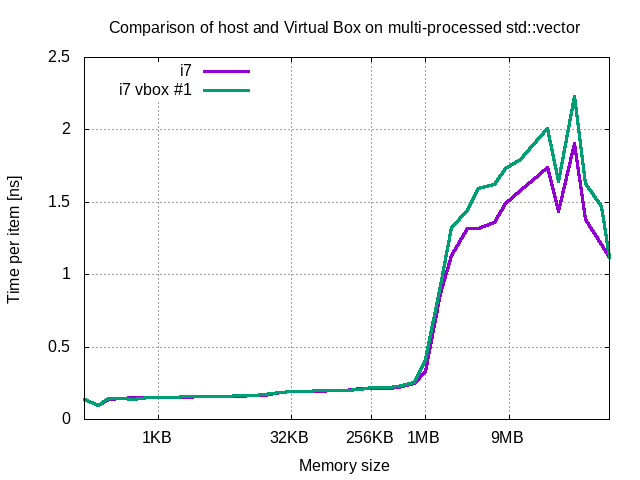 Comparison of host and Virtual Box on multi-processed std::vector
i7
i7 vbox #1
2.5
2
1.5
1
0.5
0
Time per item [ns]
1KB 32KB 256KB 1MB 9MB
Memory size